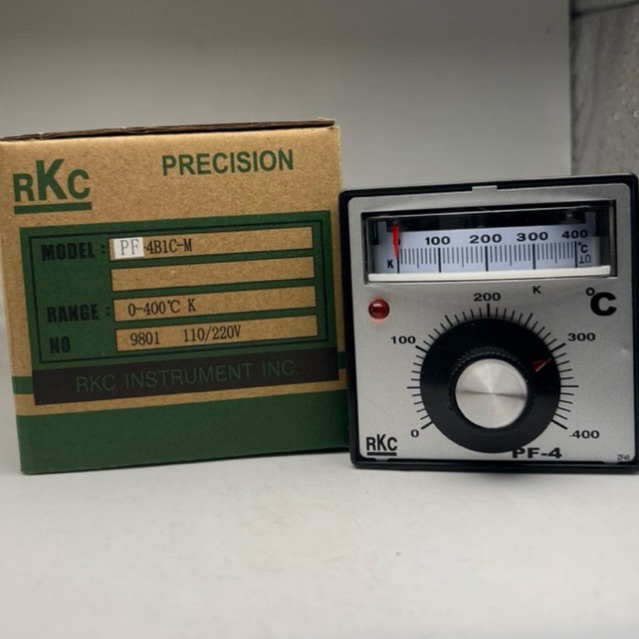 RKC
PRECISION
MODEL : PF-4B1C-M
RANGE : 0-400℃ K
NO 9801 110/220V
RKC INSTRUMENT INC.
100 200 300 400
K
℃
K
°C
0
100
200
300
400
RKC
PF-4